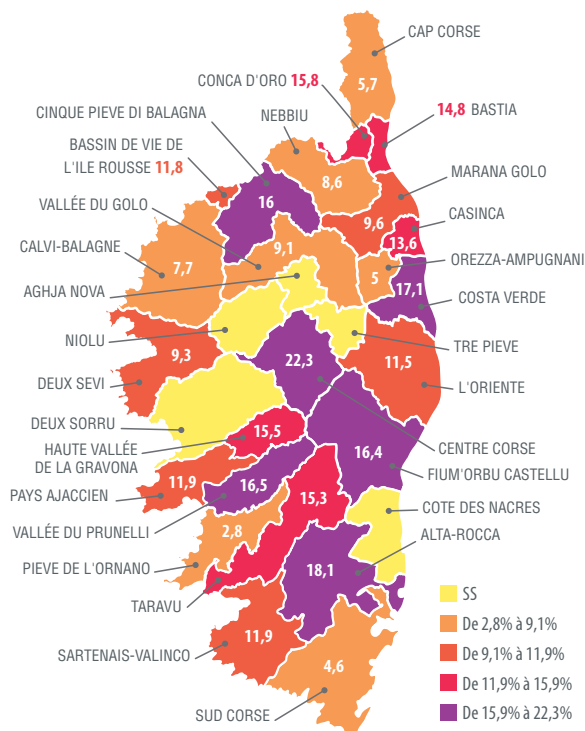 CAP CORSE
5,7
CONCA D'ORO 15,8
14,8 BASTIA
CINQUE PIEVE DI BALAGNA
NEBBIU
BASSIN DE VIE DE
L'ILE ROUSSE 11,8
8,6
MARANA GOLO
16
VALLÉE DU GOLO
9,6
CASINCA
13,6
CALVI-BALAGNE
9,1
OREZZA-AMPUGNANI
7,7
5
17,1
AGHJA NOVA
COSTA VERDE
NIOLU
TRE PIEVE
9,3
22,3
11,5
DEUX SEVI
L'ORIENTE
DEUX SORRU
15,5
CENTRE CORSE
HAUTE VALLÉE
DE LA GRAVONA
16,4
FIUM'ORBU CASTELLU
11,9
PAYS AJACCIEN
16,5
15,3
COTE DES NACRES
VALLÉE DU PRUNELLI
2,8
ALTA-ROCCA
PIEVE DE L'ORNANO
18,1
TARAVU
SS
De 2,8% à 9,1%
11,9
De 9,1% à 11,9%
SARTENAIS-VALINCO
4,6
De 11,9% à 15,9%
SUD CORSE
De 15,9% à 22,3%